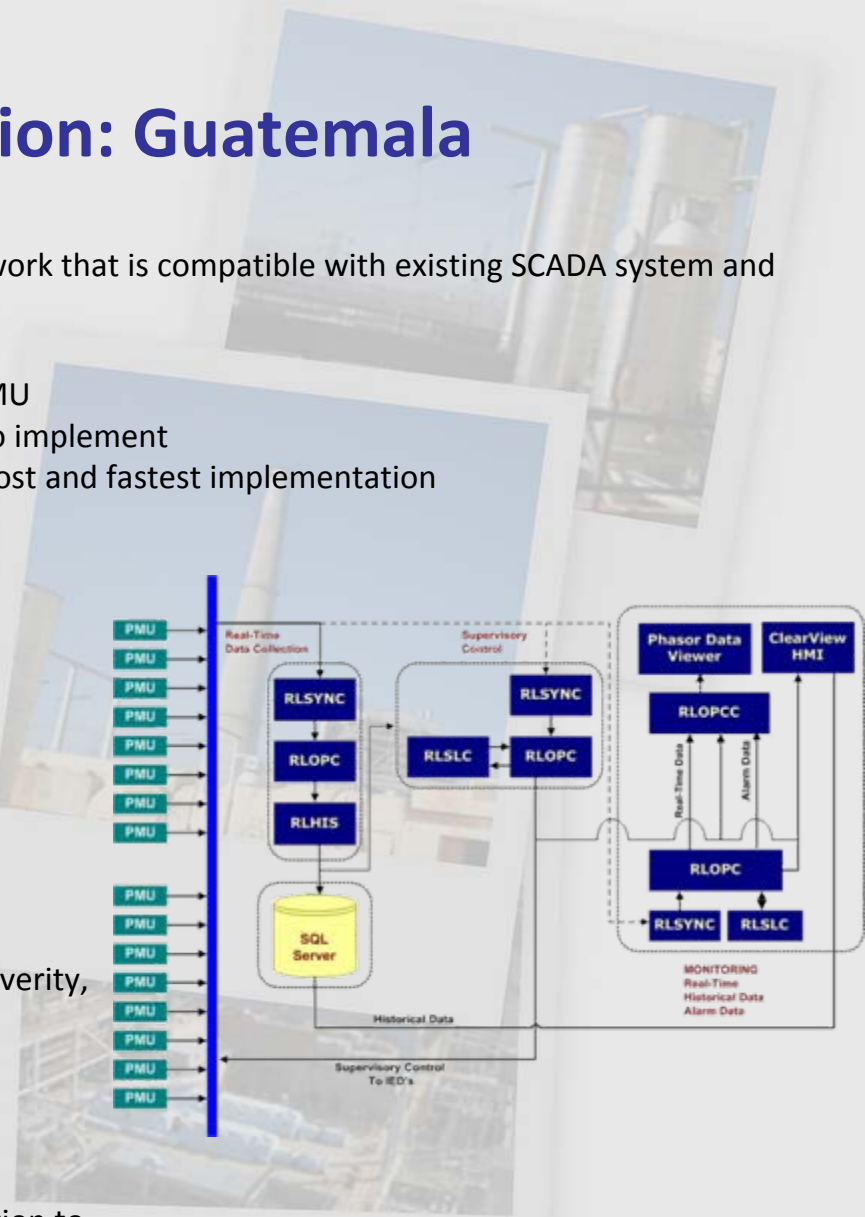 ion: Guatemala
work that is compatible with existing SCADA system and
MU
o implement
ost and fastest implementation
PMU
PMU
PMU
PMU
PMU
PMU
PMU
PMU
Real-Time
Data Collection
RLSYNC
RLOPC
RLHIS
SQL
Server
Supervisory
Control
RLSYNC
RLSLC
RLOPC
Phasor Data
Viewer
ClearView
HMI
RLOPCC
Real-Time Data
Alarm Data
RLOPC
RLSYNC
RLSLC
MONITORING
Real-Time
Historical Data
Alarm Data
PMU
PMU
PMU
PMU
PMU
PMU
PMU
PMU
verity,
Historical Data
Supervisory Control
To IED's